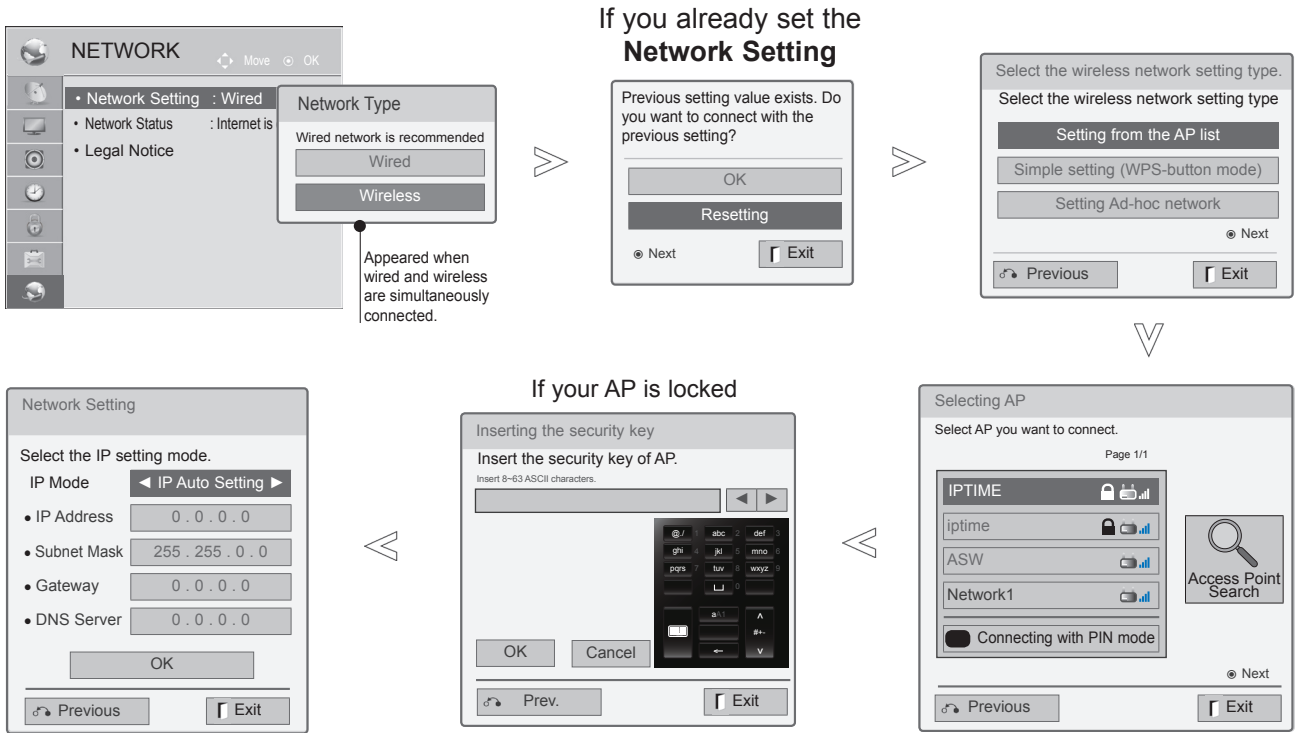 If you already set the
Network Setting
NETWORK
Move OK
• Network Setting : Wired
• Network Status : Internet is
• Legal Notice
Network Type
Wired network is recommended
Wired
Wireless
Appeared when
wired and wireless
are simultaneously
connected.
Previous setting value exists. Do
you want to connect with the
previous setting?
OK
Resetting
Next
Exit
Select the wireless network setting type.
Select the wireless network setting type
Setting from the AP list
Simple setting (WPS-button mode)
Setting Ad-hoc network
Next
Previous
Exit
Selecting AP
Select AP you want to connect.
Page 1/1
IPTIME
iptime
ASW
Network1
Connecting with PIN mode
Access Point
Search
Next
Previous
Exit
If your AP is locked
Inserting the security key
Insert the security key of AP.
Insert 8~63 ASCII characters.
◄ ►
@./ 1 abc 2 def 3
ghi 4 jkl 5 mno 6
pqrs 7 tuv 8 wxyz 9
0
aA1
#+-
OK
Cancel
Prev.
Exit
Network Setting
Select the IP setting mode.
IP Mode ◄ IP Auto Setting ►
● IP Address 0 . 0 . 0 . 0
● Subnet Mask 255 . 255 . 0 . 0
● Gateway 0 . 0 . 0 . 0
● DNS Server 0 . 0 . 0 . 0
OK
Previous
Exit